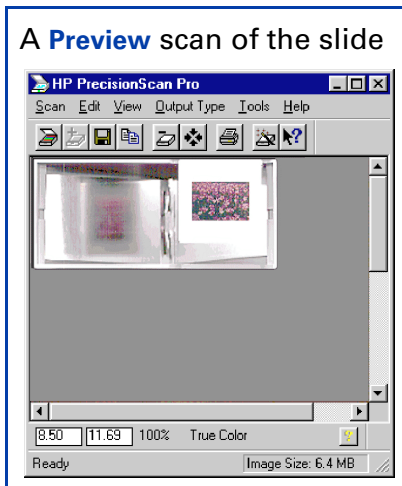 A Preview scan of the slide
HP PrecisionScan Pro
Scan Edit View Output Type Tools Help
8.50 11.69 100% True Color
Ready Image Size: 6.4 MB